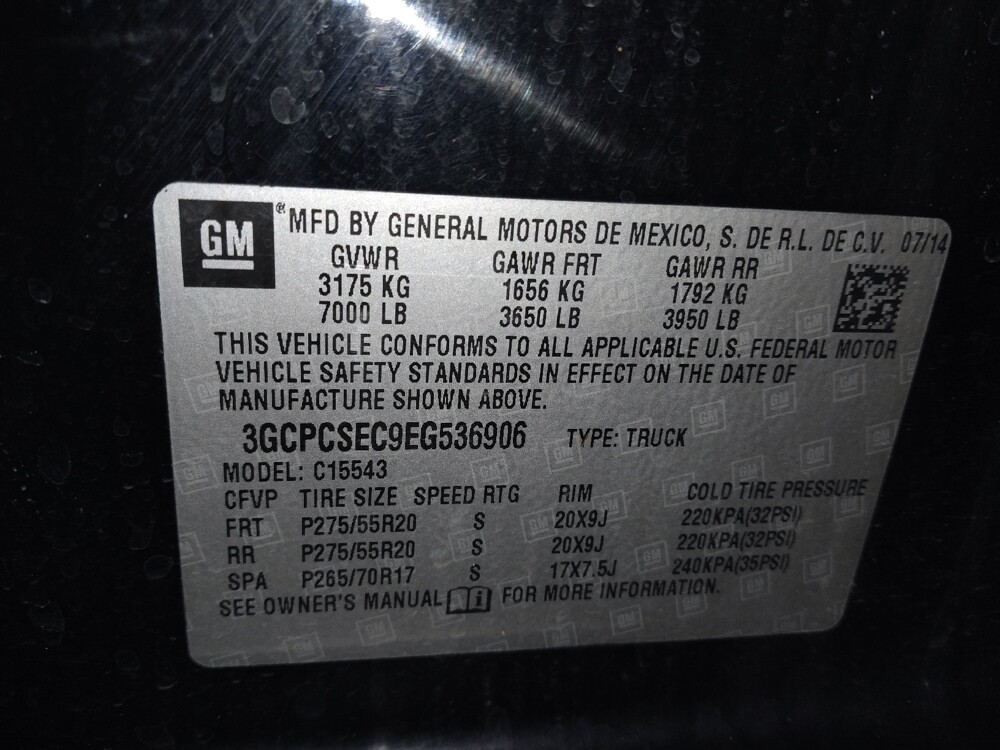 GM ® MFD BY GENERAL MOTORS DE MEXICO, S. DE R.L. DE C.V. 07/14
GVWR GAWR FRT GAWR RR
3175 KG 1656 KG 1792 KG
7000 LB 3650 LB 3950 LB
THIS VEHICLE CONFORMS TO ALL APPLICABLE U.S. FEDERAL MOTOR
VEHICLE SAFETY STANDARDS IN EFFECT ON THE DATE OF
MANUFACTURE SHOWN ABOVE.
3GCPCSEC9EG536906 TYPE: TRUCK
MODEL: C15543
CFVP TIRE SIZE SPEED RTG RIM COLD TIRE PRESSURE
FRT P275/55R20 S 20X9J 220KPA(32PSI)
RR P275/55R20 S 20X9J 220KPA(32PSI)
SPA P265/70R17 S 17X7.5J 240KPA(35PSI)
SEE OWNER'S MANUAL i FOR MORE INFORMATION.